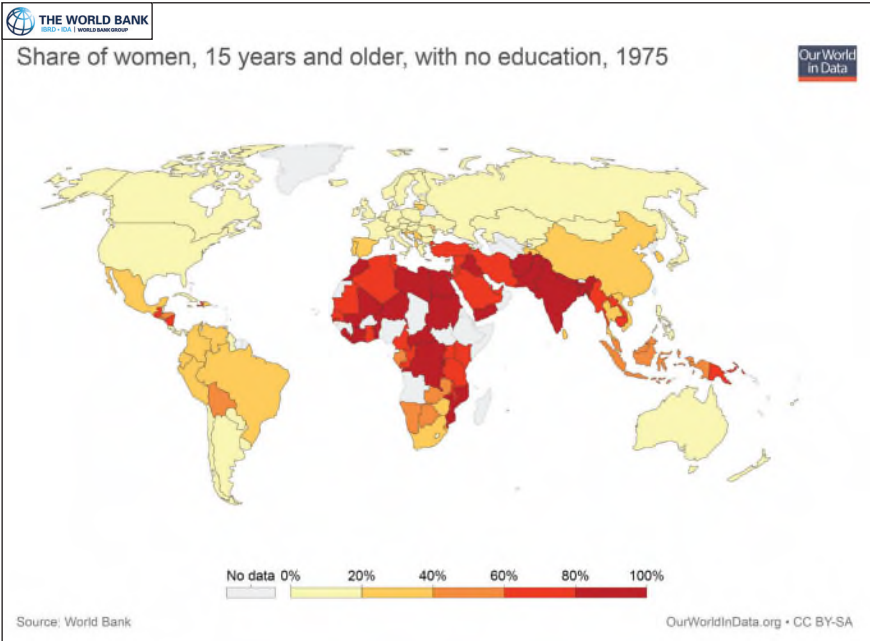 THE WORLD BANK
IBRD • IDA | WORLD BANK GROUP
Share of women, 15 years and older, with no education, 1975
Our World
in Data
No data 0% 20% 40% 60% 80% 100%
Source: World Bank
OurWorldInData.org • CC BY-SA